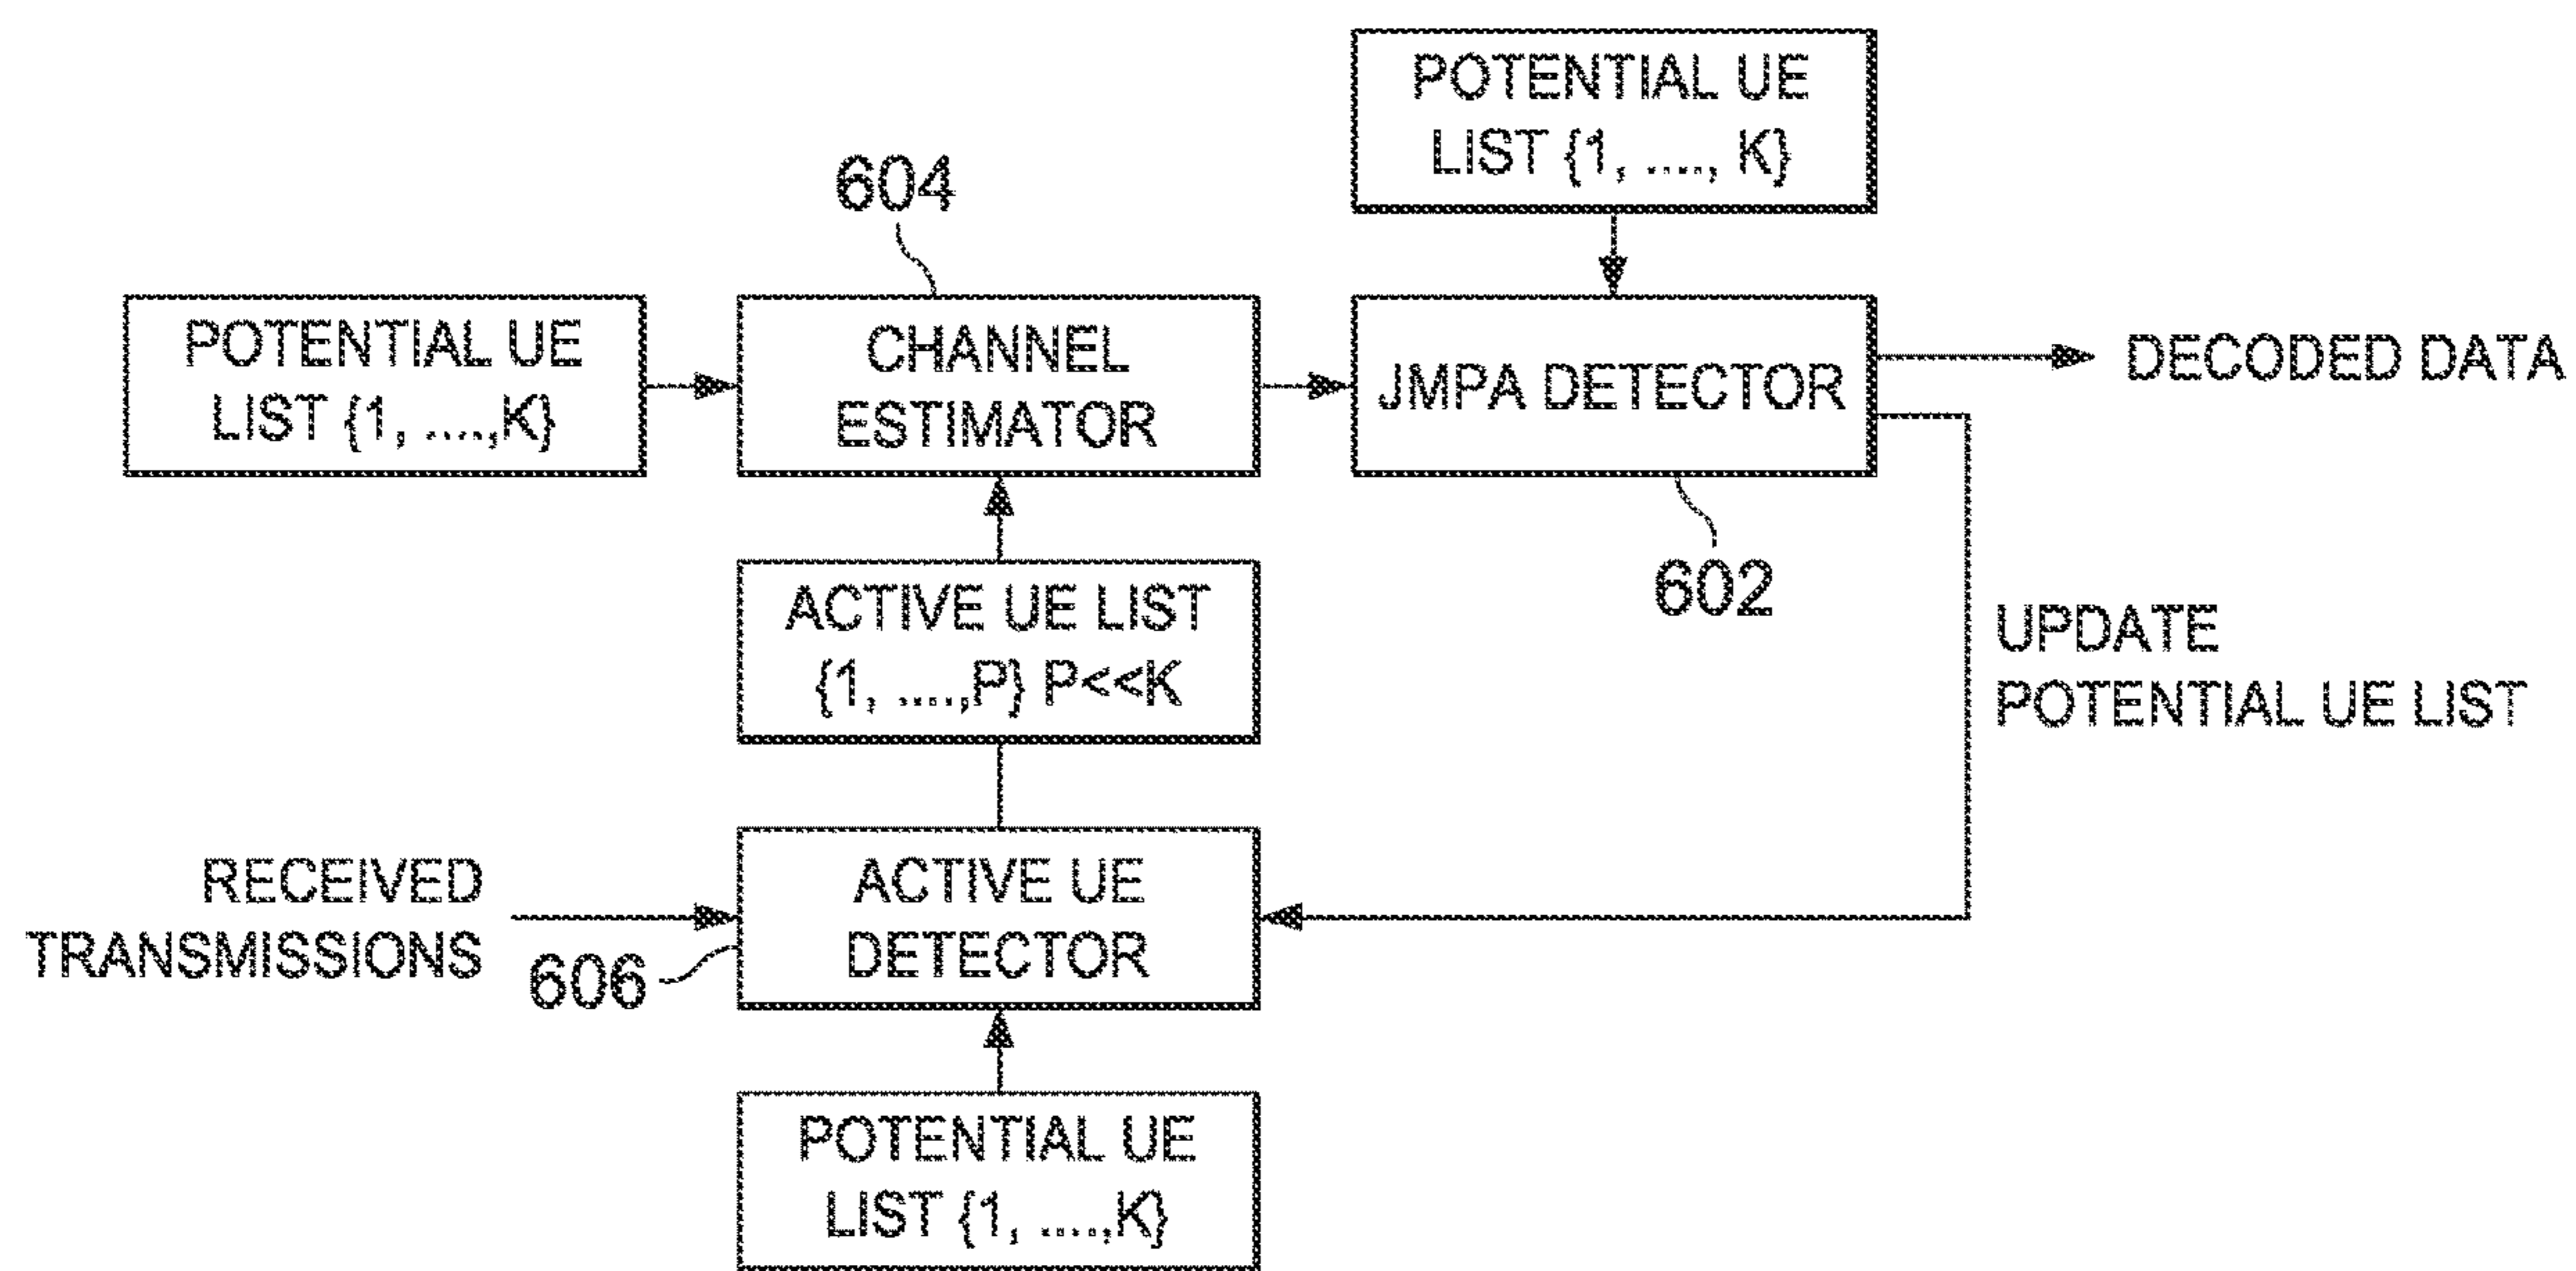 POTENTIAL UE
LIST {1, ...., K}
604
POTENTIAL UE
LIST {1, ....,K}
CHANNEL
ESTIMATOR
JMPA DETECTOR
DECODED DATA
602
ACTIVE UE LIST
{1, ....,P} P<<K
UPDATE
POTENTIAL UE LIST
RECEIVED
TRANSMISSIONS
606
ACTIVE UE
DETECTOR
POTENTIAL UE
LIST {1, ....,K}